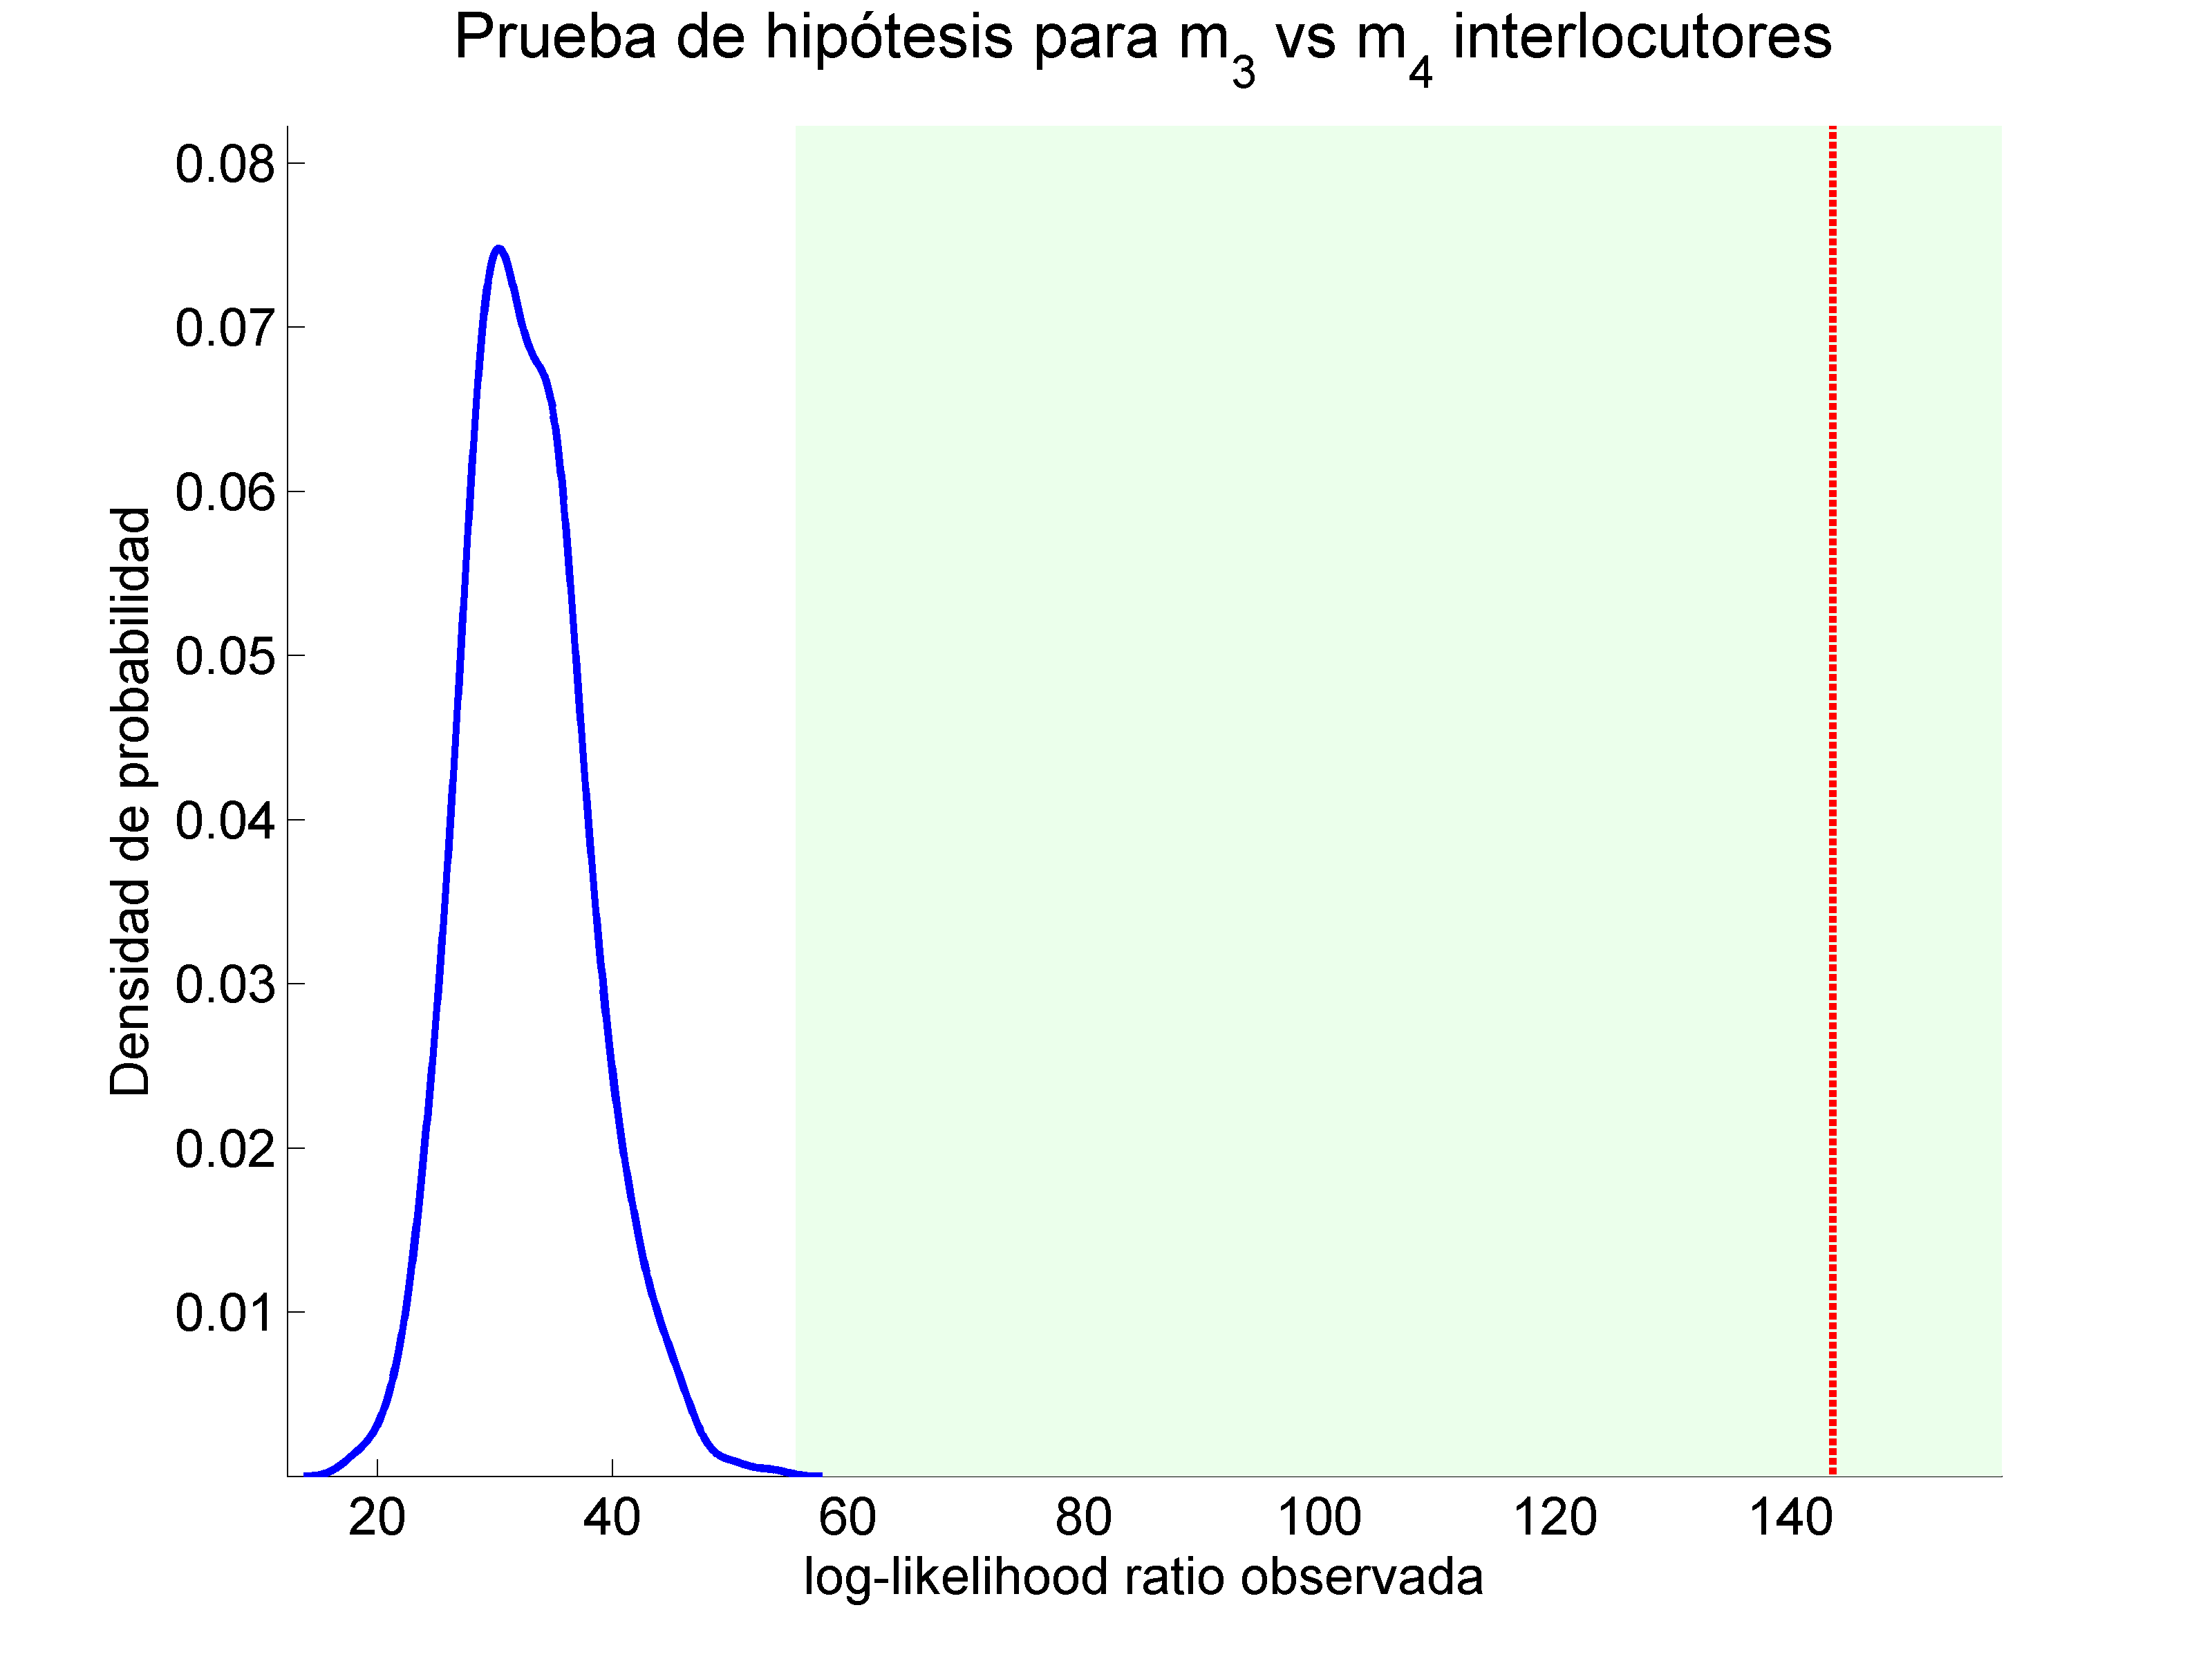 Prueba de hipótesis para m3 vs m4 interlocutores
0.08
0.07
0.06
0.05
0.04
0.03
0.02
0.01
Densidad de probabilidad
20 40 60 80 100 120 140
log-likelihood ratio observada